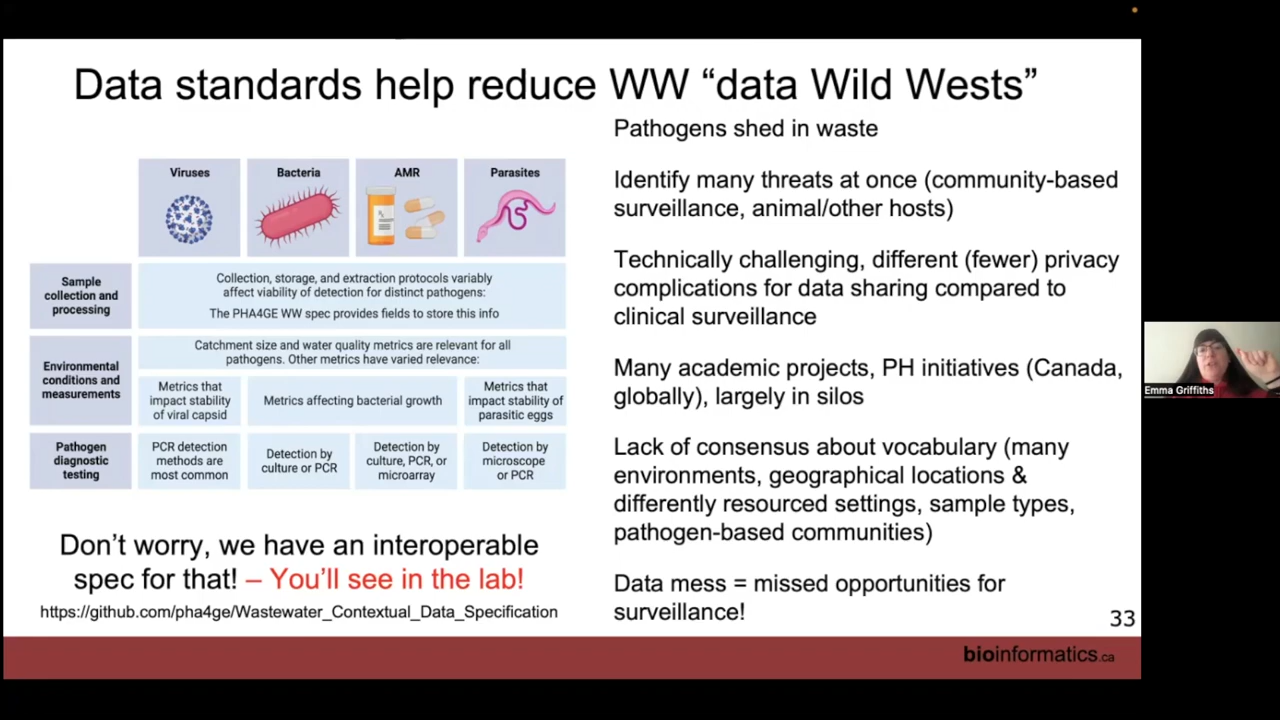 Data standards help reduce WW “data Wild Wests”
Viruses
Bacteria
AMR
Parasites
Sample
collection and
processing
Collection, storage, and extraction protocols variably
affect viability of detection for distinct pathogens:
The PHA4GE WW spec provides fields to store this info
Environmental
conditions and
measurements
Catchment size and water quality metrics are relevant for all
pathogens. Other metrics have varied relevance:
Metrics that
impact stability
of viral capsid
Metrics affecting bacterial growth
Metrics that
impact stability of
parasitic eggs
Pathogen
diagnostic
testing
PCR detection
methods are
most common
Detection by
culture or PCR
Detection by
culture, PCR, or
microarray
Detection by
microscope
or PCR
Don’t worry, we have an interoperable
spec for that! – You’ll see in the lab!
https://github.com/pha4ge/Wastewater_Contextual_Data_Specification
Pathogens shed in waste
Identify many threats at once (community-based
surveillance, animal/other hosts)
Technically challenging, different (fewer) privacy
complications for data sharing compared to
clinical surveillance
Many academic projects, PH initiatives (Canada,
globally), largely in silos
Lack of consensus about vocabulary (many
environments, geographical locations &
differently resourced settings, sample types,
pathogen-based communities)
Data mess = missed opportunities for
surveillance!
33
bioinformatics.ca
Emma Griffiths